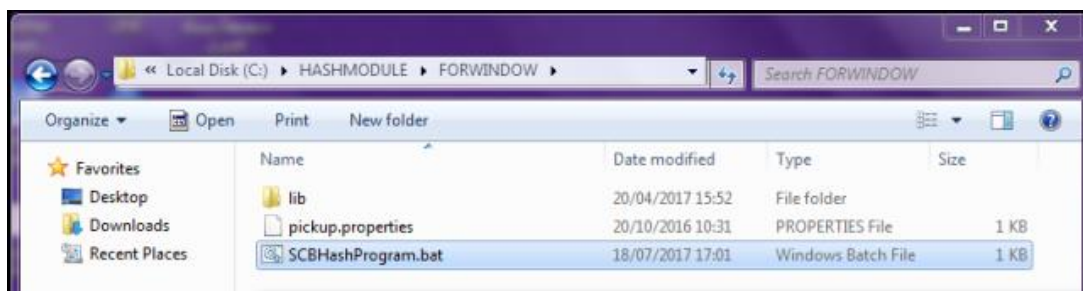 « Local Disk (C:) ▸ HASHMODULE ▸ FORWINDOW ▸ Search FORWINDOW
Organize Open Print New folder
Favorites
Desktop
Downloads
Recent Places
Name Date modified Type Size
lib 20/04/2017 15:52 File folder
pickup.properties 20/10/2016 10:31 PROPERTIES File 1 KB
SCBHashProgram.bat 18/07/2017 17:01 Windows Batch File 1 KB